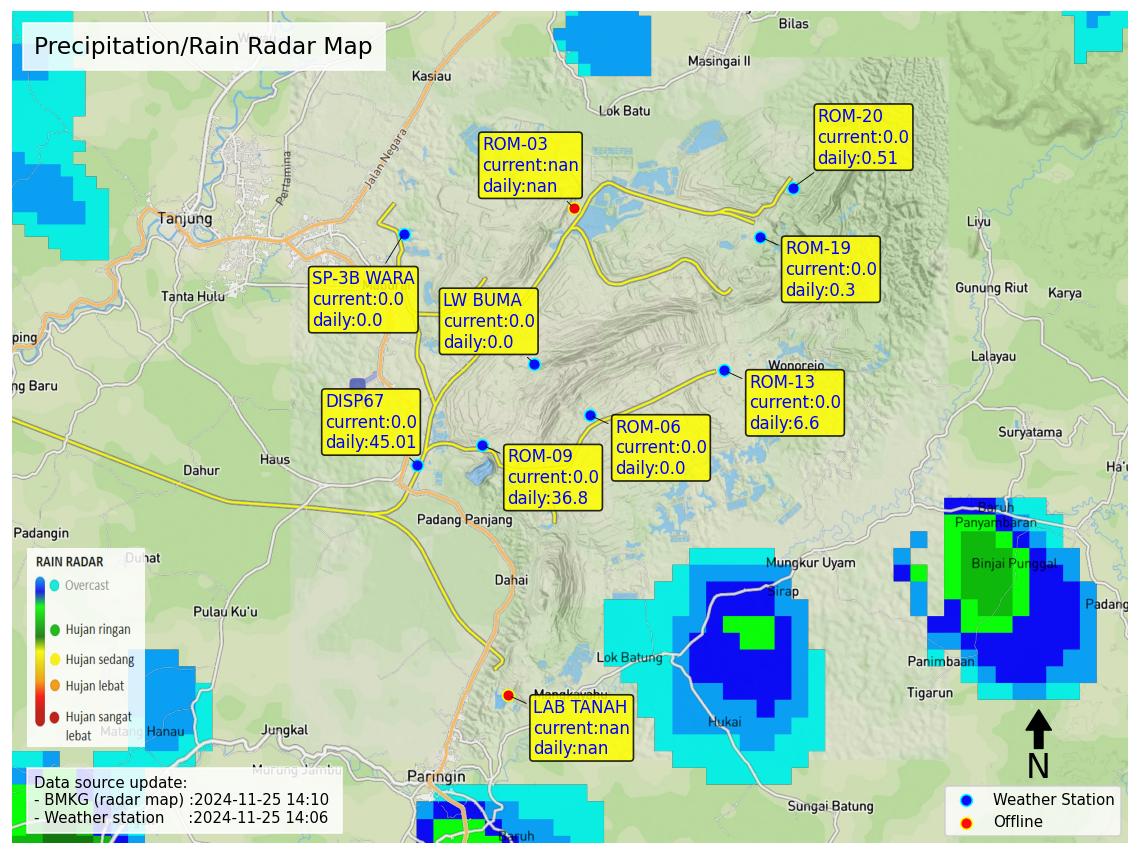 Precipitation/Rain Radar Map
Bilas
Masingai II
Kasiau
Lok Batu
Jalan Negara
Pertamina
ROM-20
current:0.0
daily:0.51
ROM-03
current:nan
daily:nan
Tanjung
Liyu
ROM-19
current:0.0
daily:0.3
SP-3B WARA
current:0.0
daily:0.0
LW BUMA
current:0.0
daily:0.0
Tanta Hulu
Gunung Riut
Karya
ping
Lalayau
Wonorejo
ng Baru
ROM-13
current:0.0
daily:6.6
DISP67
current:0.0
daily:45.01
ROM-06
current:0.0
daily:0.0
Suryatama
ROM-09
current:0.0
daily:36.8
Haus
Dahur
Ha'u
Padang Panjang
Baruh
Panyambaran
Padangin
Duhat
Mungkur Uyam
Binjai Punggal
RAIN RADAR
Overcast
Hujan ringan
Hujan sedang
Hujan lebat
Hujan sangat
lebat
Dahai
Sirap
Pulau Ku'u
Padang
Lok Batung
Panimbaan
Tigarun
Mangkayahu
LAB TANAH
current:nan
daily:nan
Hukai
Matang Hanau
Jungkal
Murung Jambu
Paringin
N
Data source update:
- BMKG (radar map) :2024-11-25 14:10
- Weather station :2024-11-25 14:06
Sungai Batung
Weather Station
Offline
Baruh